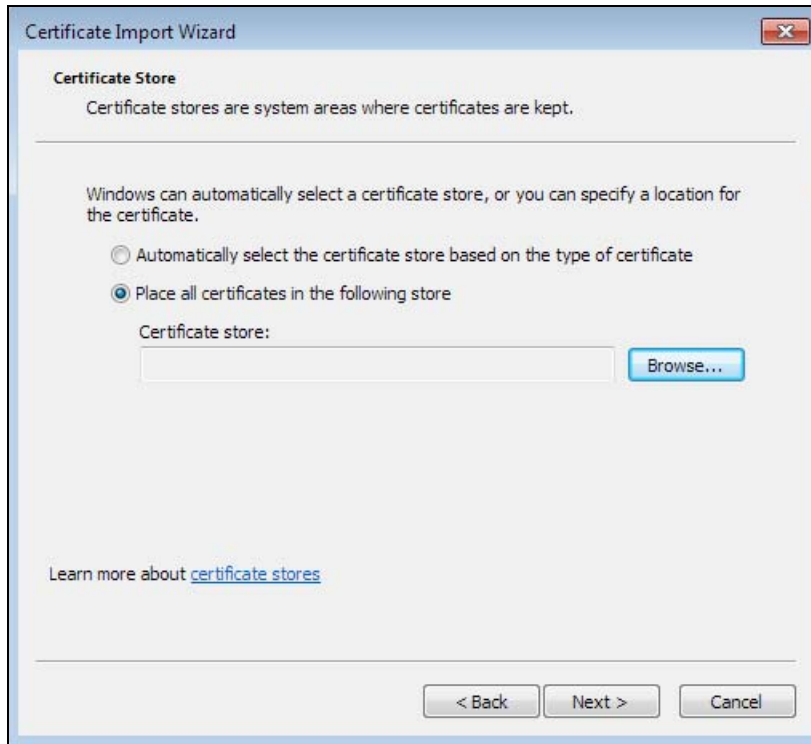 Certificate Import Wizard
Certificate Store
Certificate stores are system areas where certificates are kept.
Windows can automatically select a certificate store, or you can specify a location for
the certificate.
Automatically select the certificate store based on the type of certificate
Place all certificates in the following store
Certificate store:
Browse...
Learn more about certificate stores
< Back Next > Cancel